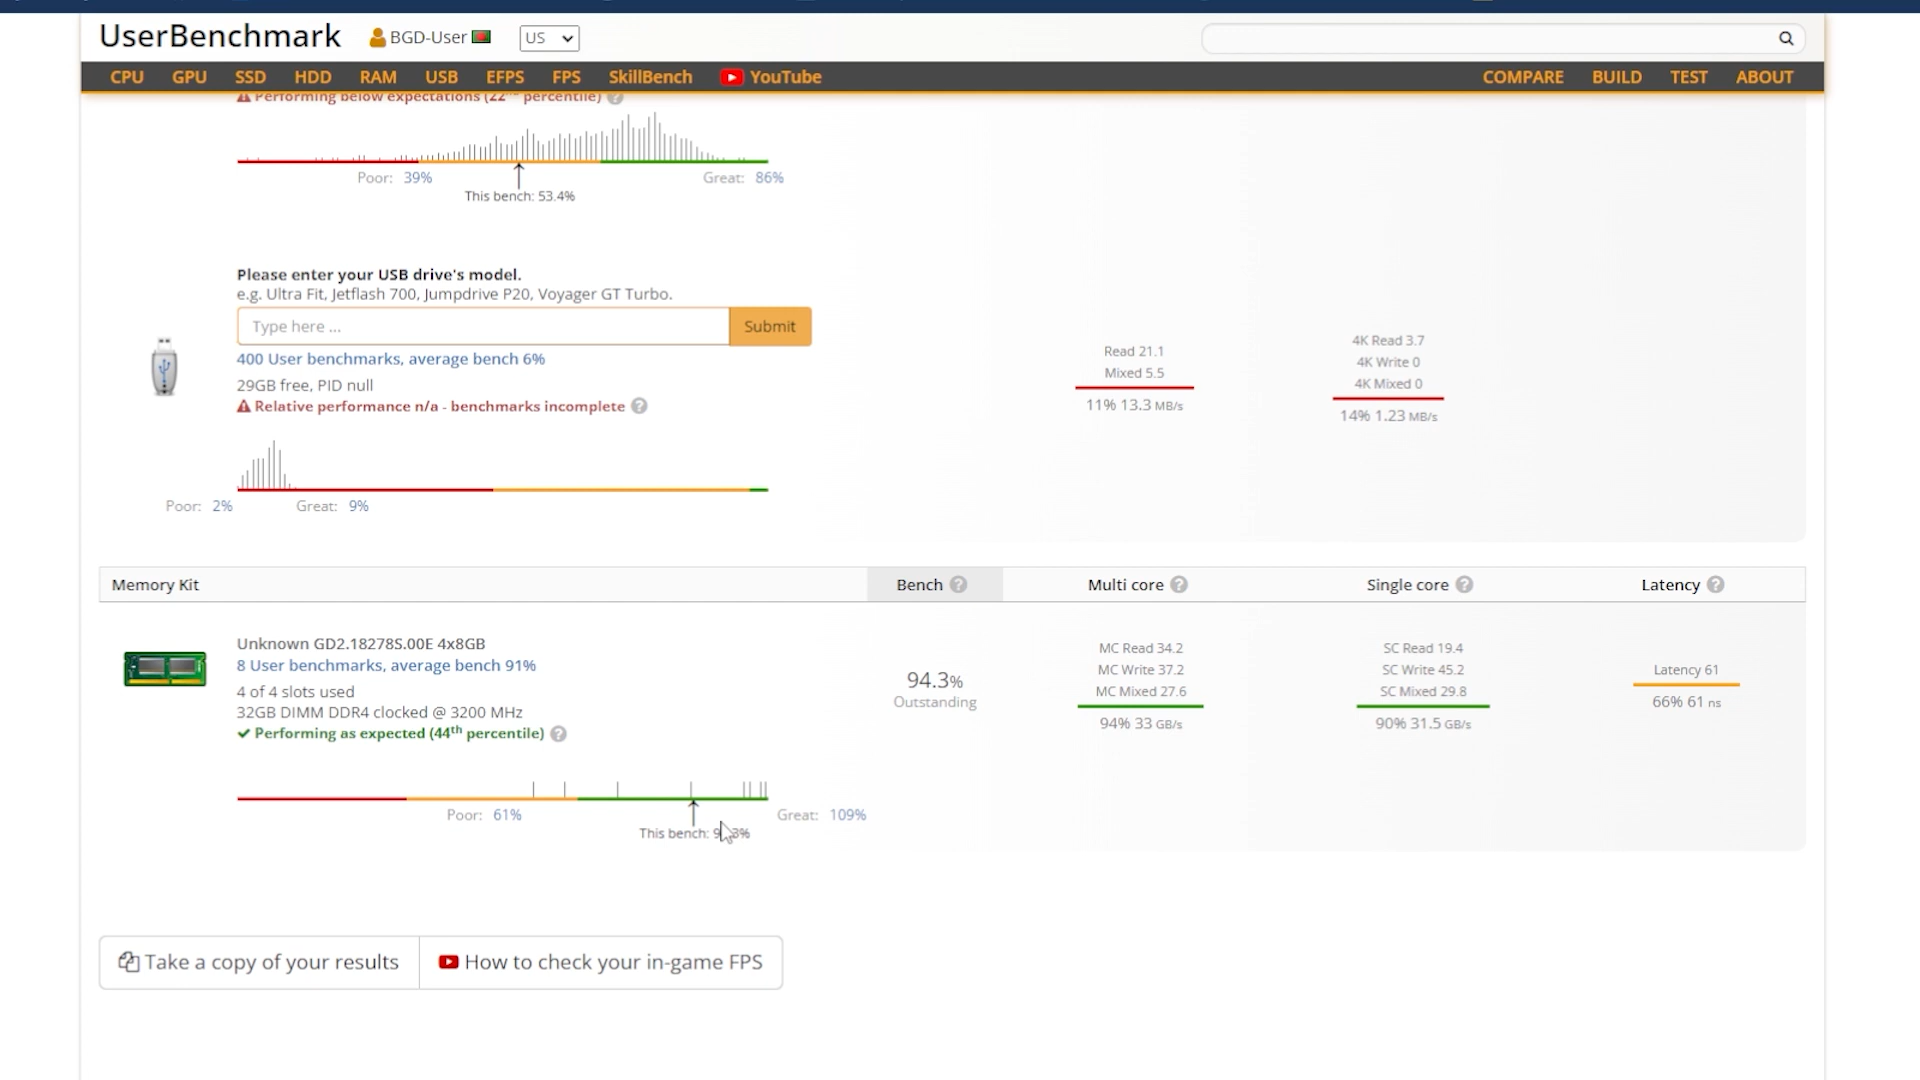 UserBenchmark BGD-User US
CPU GPU SSD HDD RAM USB EFPS FPS SkillBench YouTube COMPARE BUILD TEST ABOUT
Performing below expectations (22nd percentile)
Poor: 39% Great: 86%
This bench: 53.4%
Please enter your USB drive's model.
e.g. Ultra Fit, Jetflash 700, Jumpdrive P20, Voyager GT Turbo.
Type here ... Submit
400 User benchmarks, average bench 6%
29GB free, PID null
Relative performance n/a - benchmarks incomplete
Read 21.1
Mixed 5.5
11% 13.3 MB/s
4K Read 3.7
4K Write 0
4K Mixed 0
14% 1.23 MB/s
Poor: 2% Great: 9%
Memory Kit Bench Multi core Single core Latency
Unknown GD2.18278S.00E 4x8GB
8 User benchmarks, average bench 91%
4 of 4 slots used
32GB DIMM DDR4 clocked @ 3200 MHz
Performing as expected (44th percentile)
94.3%
Outstanding
MC Read 34.2
MC Write 37.2
MC Mixed 27.6
94% 33 GB/s
SC Read 19.4
SC Write 45.2
SC Mixed 29.8
90% 31.5 GB/s
Latency 61
66% 61 ns
Poor: 61% Great: 109%
This bench:
Take a copy of your results How to check your in-game FPS